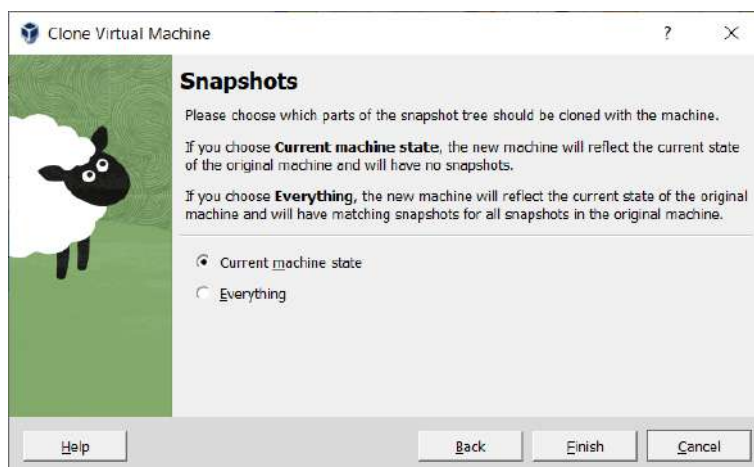 Clone Virtual Machine
?
Snapshots
Please choose which parts of the snapshot tree should be cloned with the machine.
If you choose Current machine state, the new machine will reflect the current state
of the original machine and will have no snapshots.
If you choose Everything, the new machine will reflect the current state of the original
machine and will have matching snapshots for all snapshots in the original machine.
Current machine state
Everything
Help
Back
Finish
Cancel